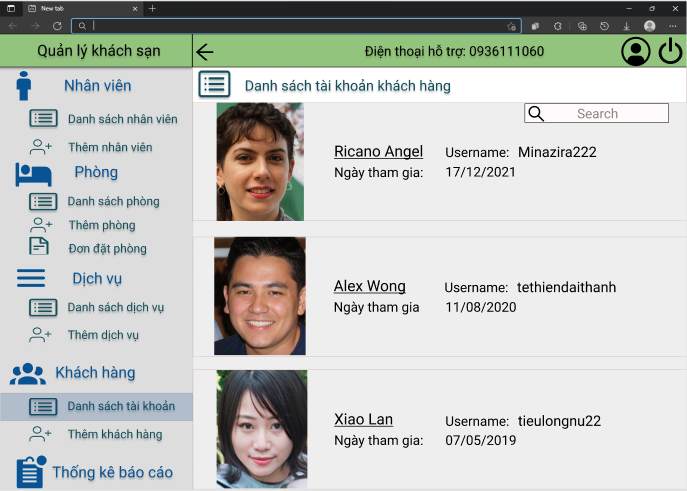 New tab
Quản lý khách sạn
Điện thoại hỗ trợ: 0936111060
Nhân viên
Danh sách nhân viên
Thêm nhân viên
Phòng
Danh sách phòng
Thêm phòng
Đơn đặt phòng
Dịch vụ
Danh sách dịch vụ
Thêm dịch vụ
Khách hàng
Danh sách tài khoản
Thêm khách hàng
Thống kê báo cáo
Danh sách tài khoản khách hàng
Search
Ricano Angel Username: Minazira222
Ngày tham gia: 17/12/2021
Alex Wong Username: tethiendaithanh
Ngày tham gia 11/08/2020
Xiao Lan Username: tieulongnu22
Ngày tham gia: 07/05/2019